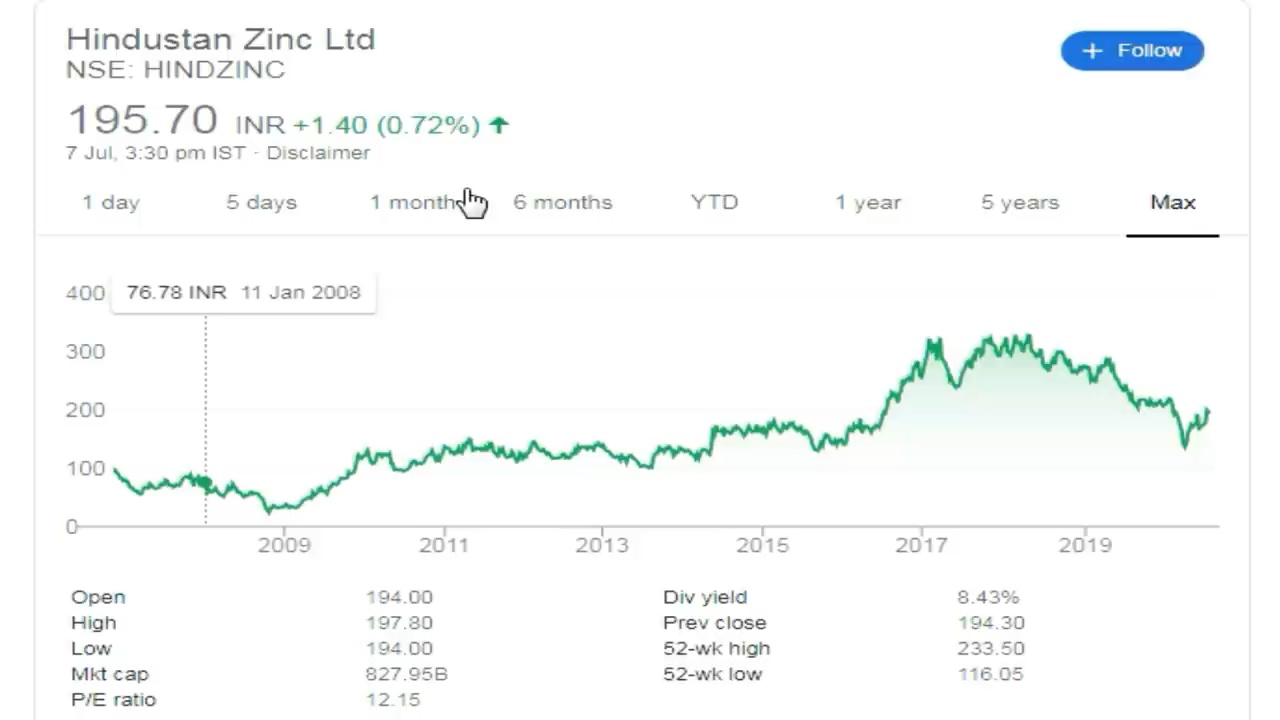 Hindustan Zinc Ltd
+ Follow
NSE: HINDZINC
195.70 INR +1.40 (0.72%) ↑
7 Jul, 3:30 pm IST · Disclaimer
1 day 5 days 1 month 6 months YTD 1 year 5 years Max
400 76.78 INR 11 Jan 2008
300
200
100
0
2009 2011 2013 2015 2017 2019
Open 194.00 Div yield 8.43%
High 197.80 Prev close 194.30
Low 194.00 52-wk high 233.50
Mkt cap 827.95B 52-wk low 116.05
P/E ratio 12.15